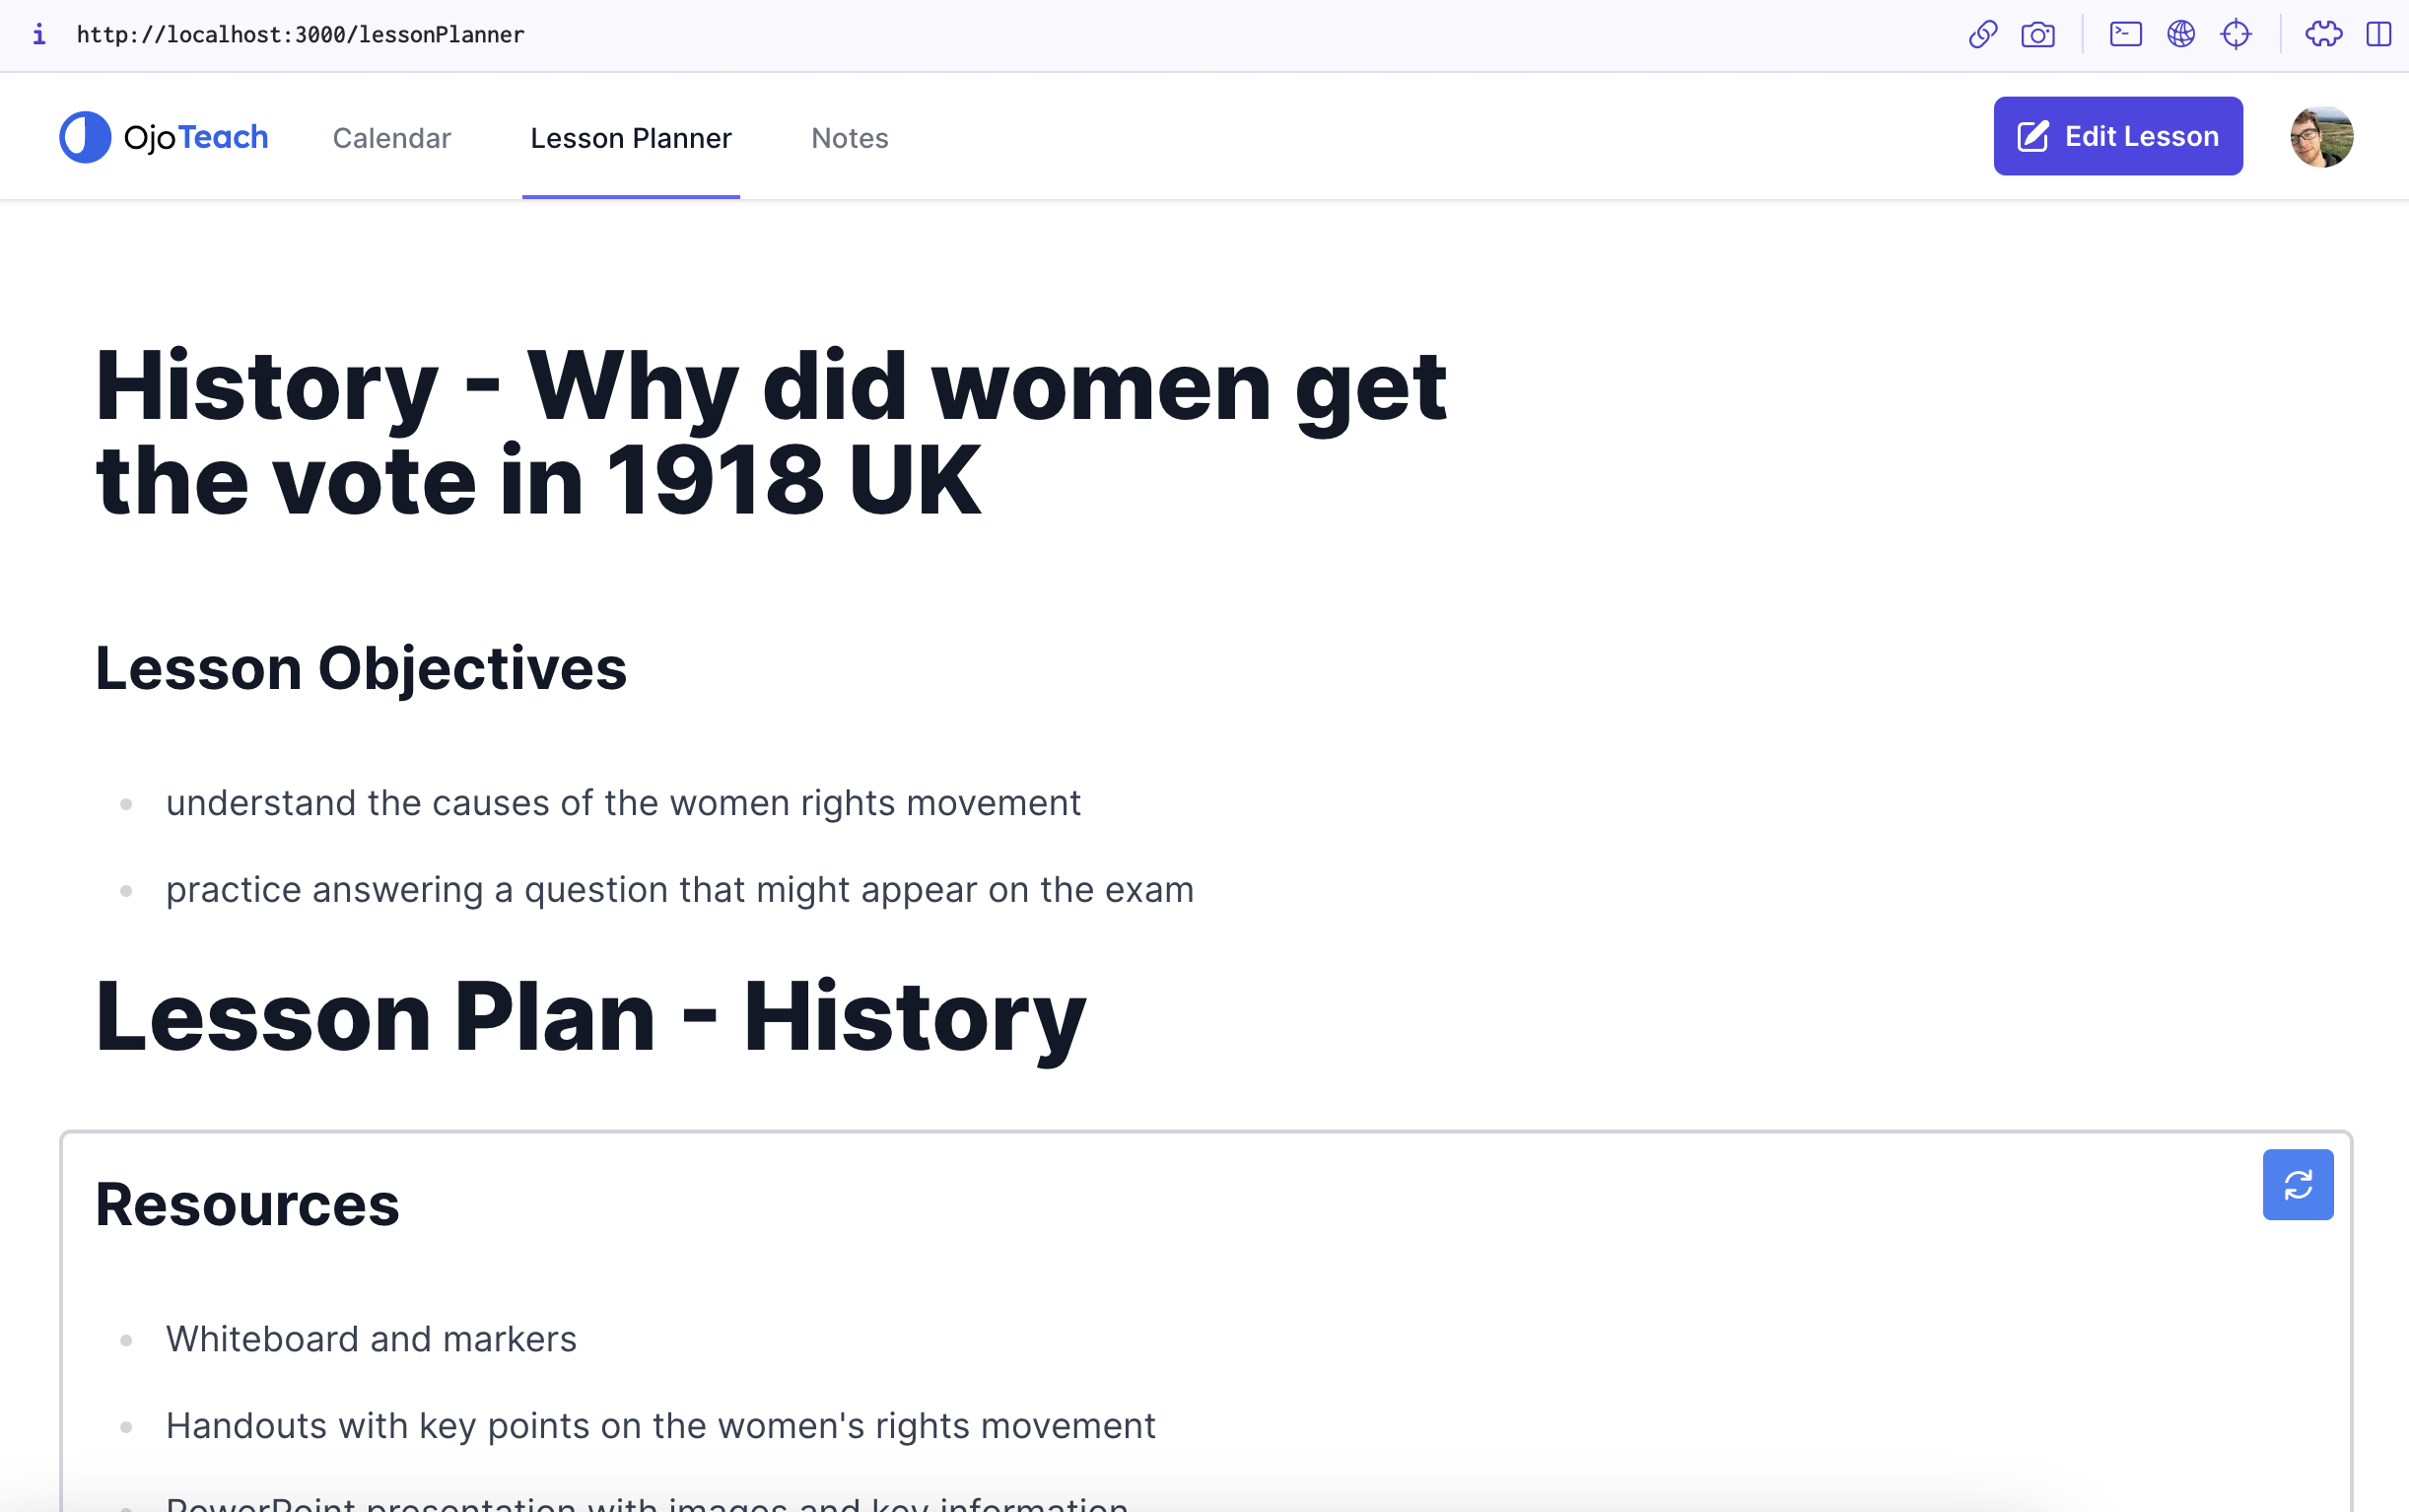 http://localhost:3000/lessonPlanner
OjoTeach
Calendar
Lesson Planner
Notes
Edit Lesson
History - Why did women get
the vote in 1918 UK
Lesson Objectives
understand the causes of the women rights movement
practice answering a question that might appear on the exam
Lesson Plan - History
Resources
Whiteboard and markers
Handouts with key points on the women's rights movement
PowerPoint presentation with images and key information